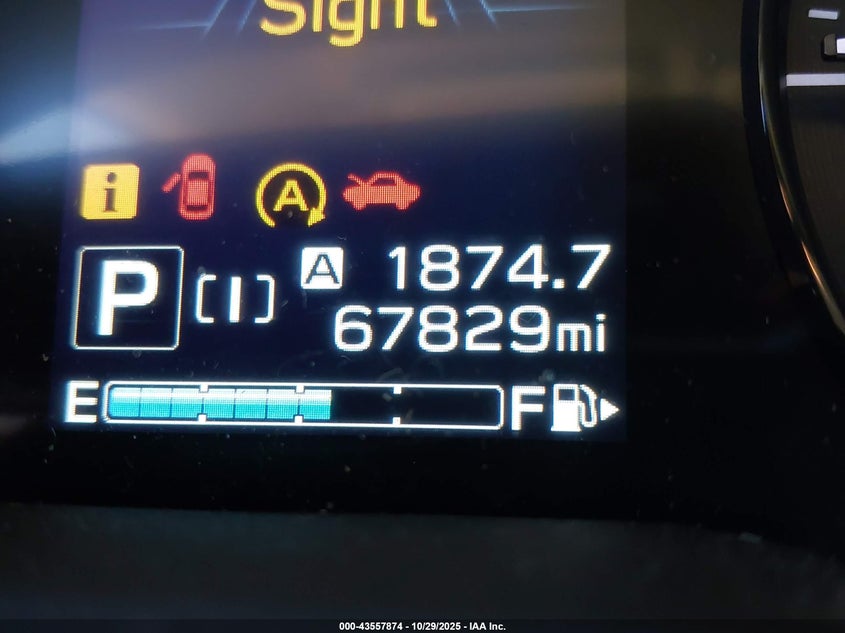 Sight
i
A
P [I] A 1874.7
67829mi
E F
000-43557874 - 10/29/2025 - IAA Inc.